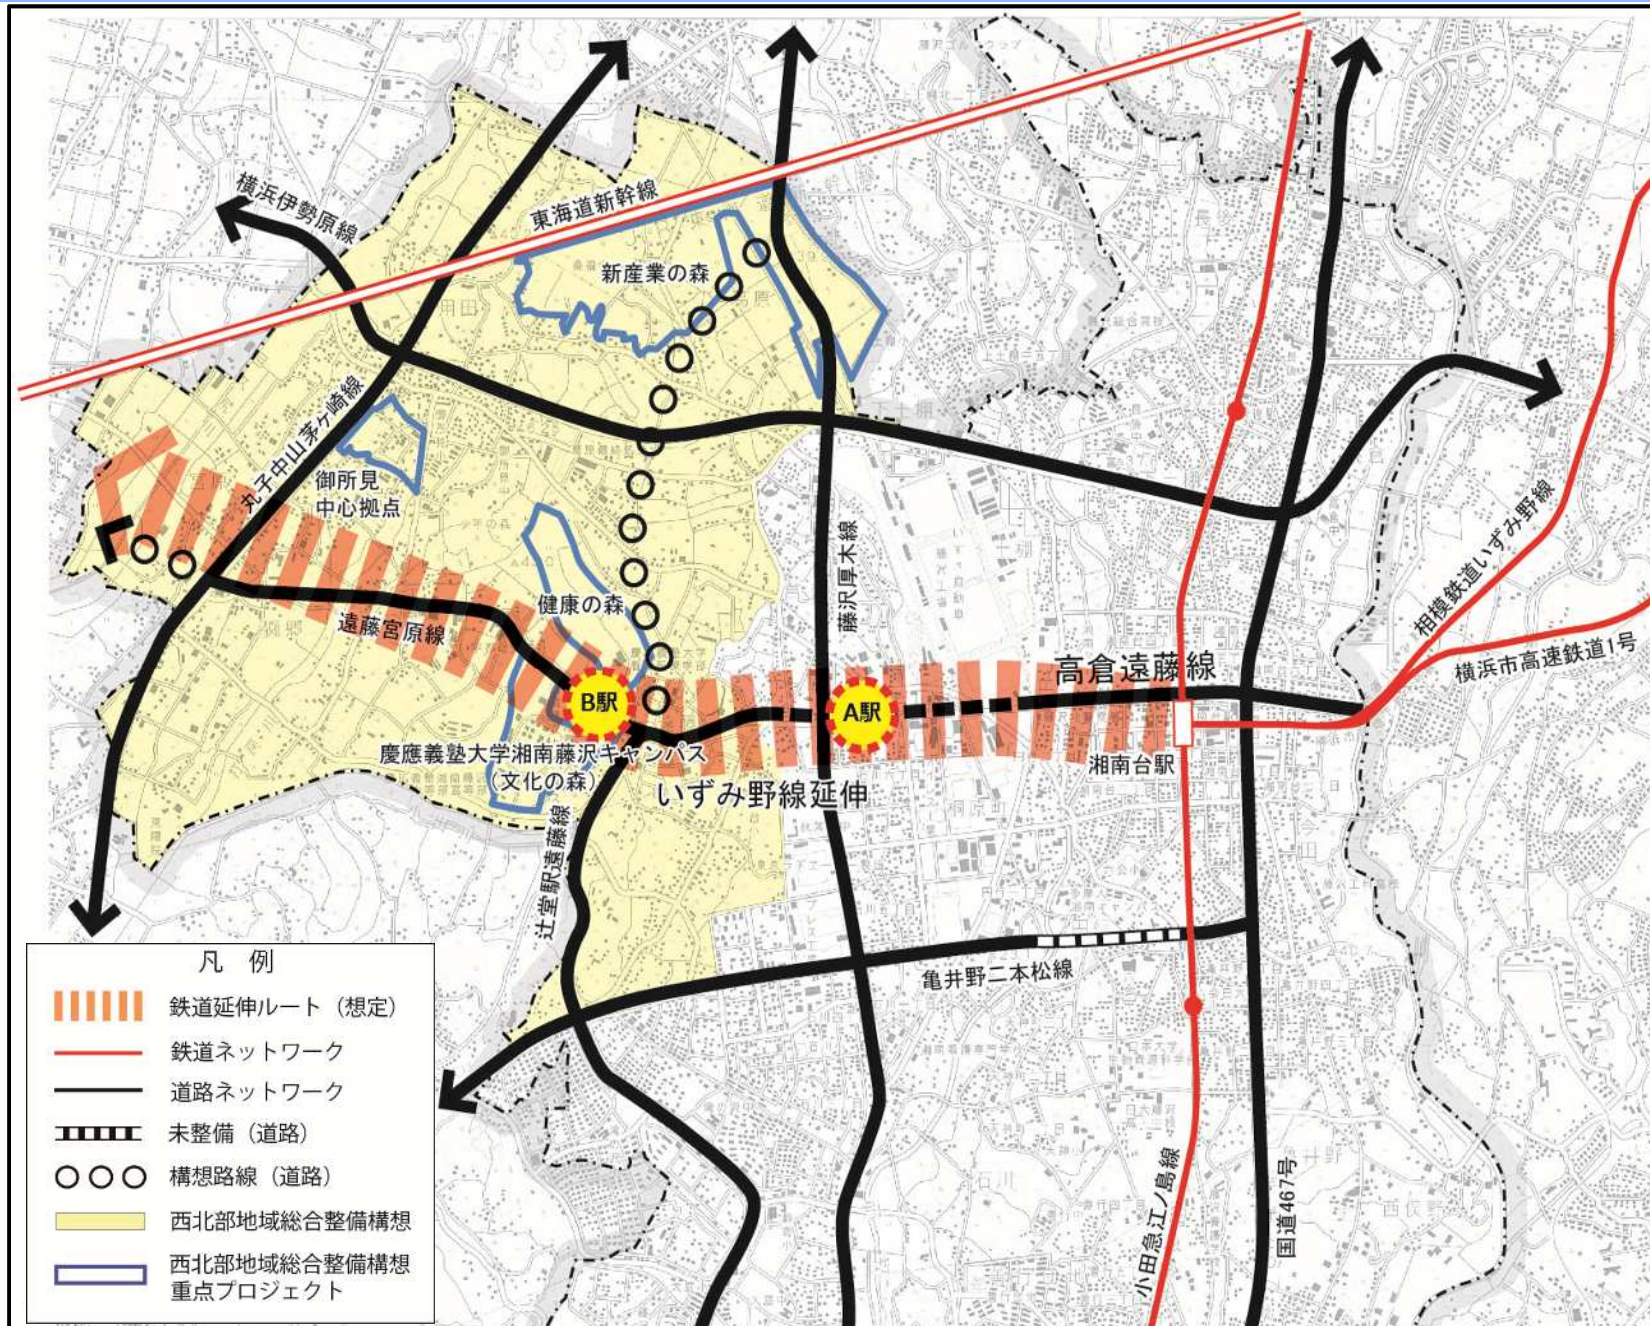 横浜伊勢原線
東海道新幹線
新産業の森
丸子中山茅ヶ崎線
御所見
中心拠点
健康の森
遠藤宮原線
藤沢厚木線
相模鉄道いずみ野線
横浜市高速鉄道1号
高倉遠藤線
B駅
A駅
湘南台駅
慶應義塾大学湘南藤沢キャンパス
（文化の森）
いずみ野線延伸
辻堂駅遠藤線
亀井野二本松線
小田急江ノ島線
国道467号
凡 例
鉄道延伸ルート（想定）
鉄道ネットワーク
道路ネットワーク
未整備（道路）
構想路線（道路）
西北部地域総合整備構想
西北部地域総合整備構想
重点プロジェクト